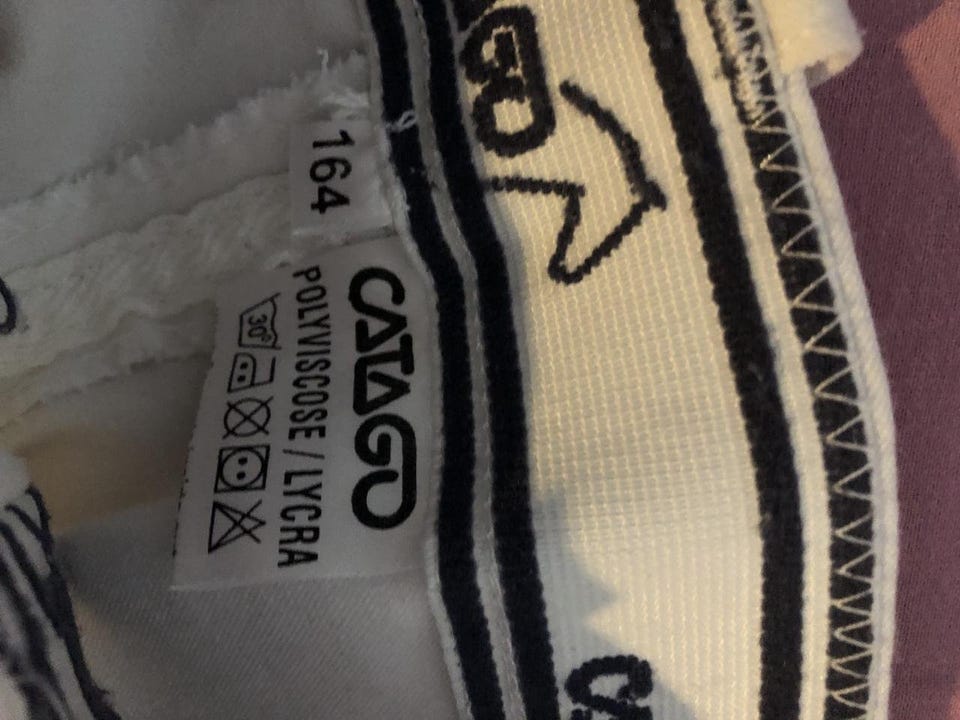 164
CATAGO
POLYVISCOSE / LYCRA
30°